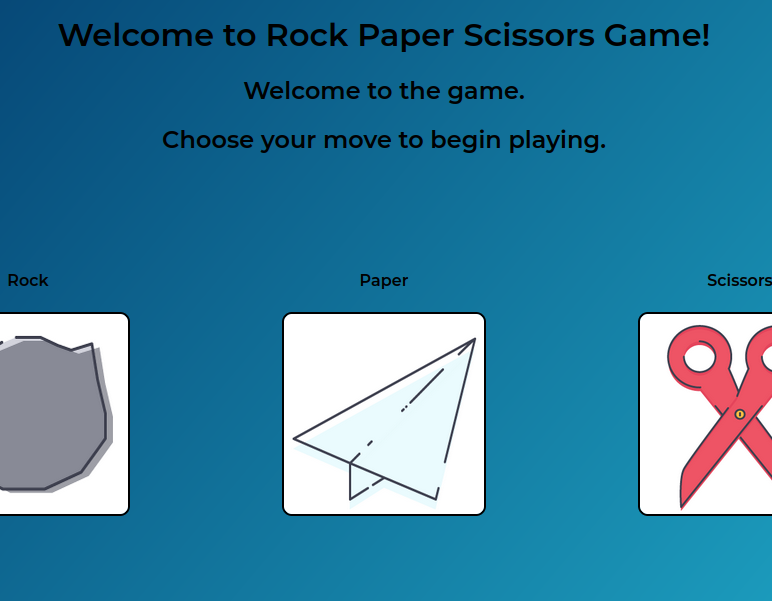 Welcome to Rock Paper Scissors Game!
Welcome to the game.
Choose your move to begin playing.
Rock
Paper
Scissors